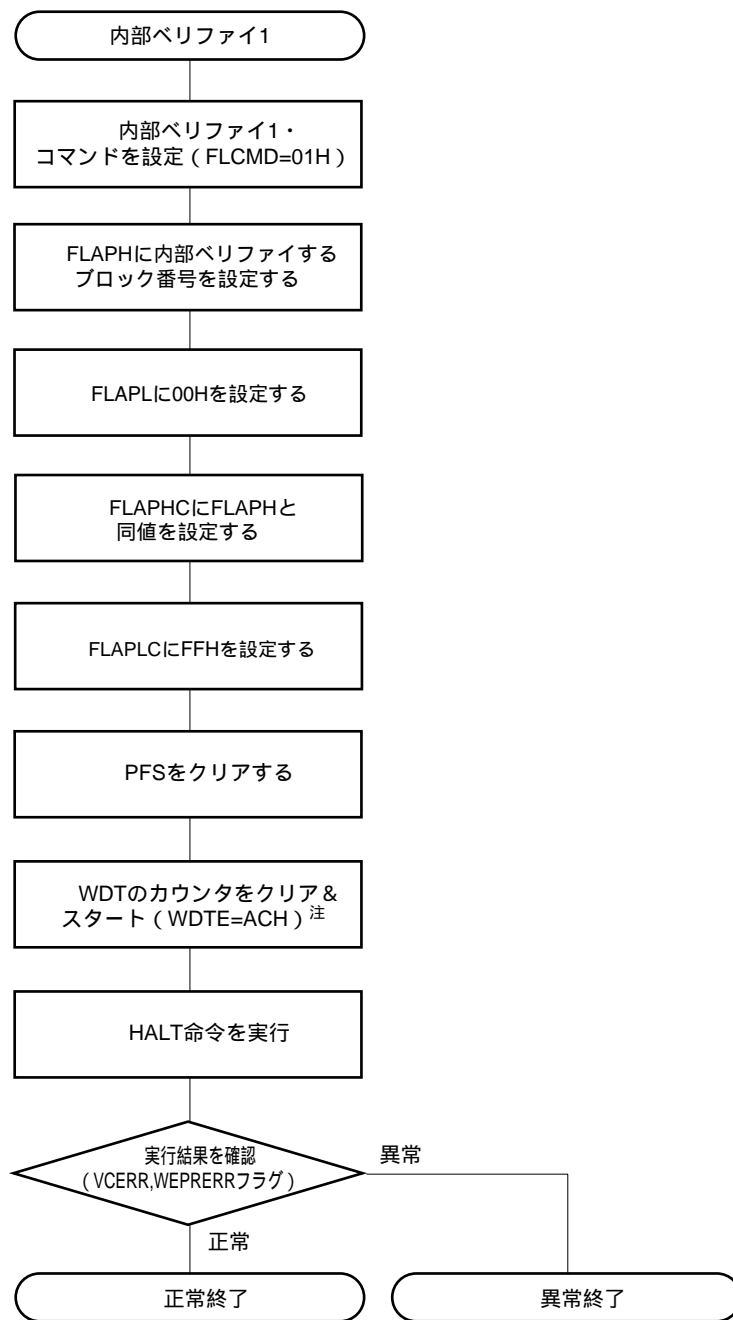 内部ベリファイ1
内部ベリファイ1・
コマンドを設定（FLCMD=01H）
FLAPHに内部ベリファイする
ブロック番号を設定する
FLAPLに00Hを設定する
FLAPHCにFLAPHと
同値を設定する
FLAPLCにFFHを設定する
PFSをクリアする
WDTのカウンタをクリア＆
スタート（WDTE=ACH）注
HALT命令を実行
実行結果を確認
（VCERR,WEPRERRフラグ）
異常
正常
正常終了
異常終了